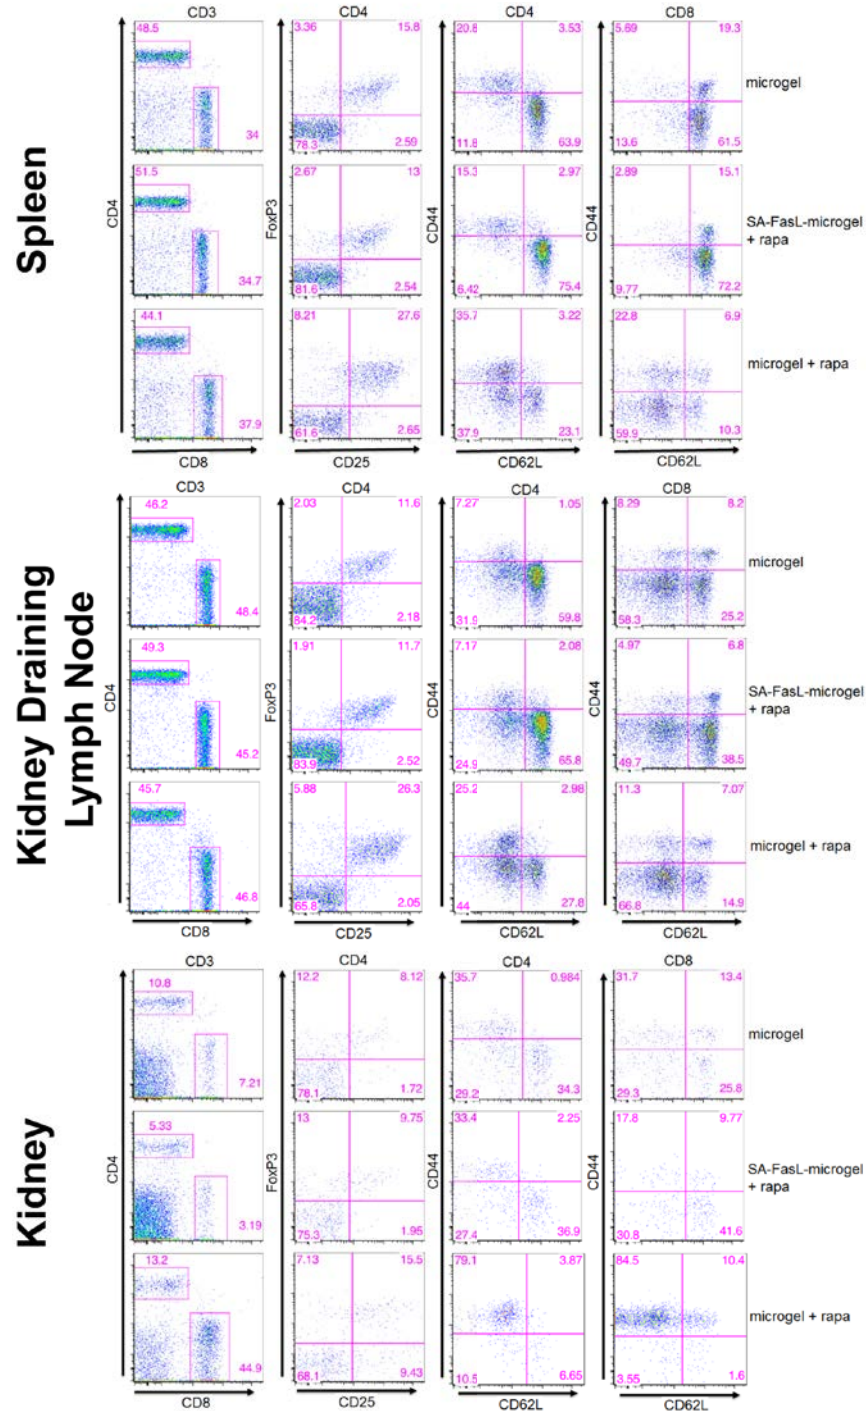 Spleen
CD3
CD4
CD4
CD8
48.5
34
3.36 15.8
78.3 2.59
20.8 3.53
11.8 63.9
5.69 19.3
13.6 61.5
microgel
51.5
34.7
2.67 13
81.6 2.54
15.3 2.97
6.42 75.4
2.89 15.1
9.77 72.2
SA-FasL-microgel
+ rapa
44.1
37.9
8.21 27.6
61.6 2.65
35.7 3.22
37.9 23.1
22.8 6.9
59.9 10.3
microgel + rapa
CD4
FoxP3
CD44
CD44
CD8
CD25
CD62L
CD62L
Kidney Draining
Lymph Node
CD3
CD4
CD4
CD8
46.2
48.4
2.03 11.6
84.2 2.18
7.27 1.05
31.9 59.8
8.29 8.2
58.3 25.2
microgel
49.3
45.2
1.91 11.7
83.9 2.52
7.17 2.08
24.9 65.8
4.97 6.8
49.7 38.5
SA-FasL-microgel
+ rapa
45.7
46.8
5.88 26.3
65.8 2.05
25.2 2.98
44 27.8
11.3 7.07
66.8 14.9
microgel + rapa
CD4
FoxP3
CD44
CD44
CD8
CD25
CD62L
CD62L
Kidney
CD3
CD4
CD4
CD8
10.8
7.21
12.2 8.12
78.1 1.72
35.7 0.984
29.2 34.3
31.7 13.4
29.3 25.8
microgel
5.33
3.19
13 9.75
75.3 1.95
33.4 2.25
27.4 36.9
17.8 9.77
30.8 41.6
SA-FasL-microgel
+ rapa
13.2
44.9
7.13 15.5
68.1 9.43
79.1 3.87
10.5 6.65
84.5 10.4
3.55 1.6
microgel + rapa
CD4
FoxP3
CD44
CD44
CD8
CD25
CD62L
CD62L